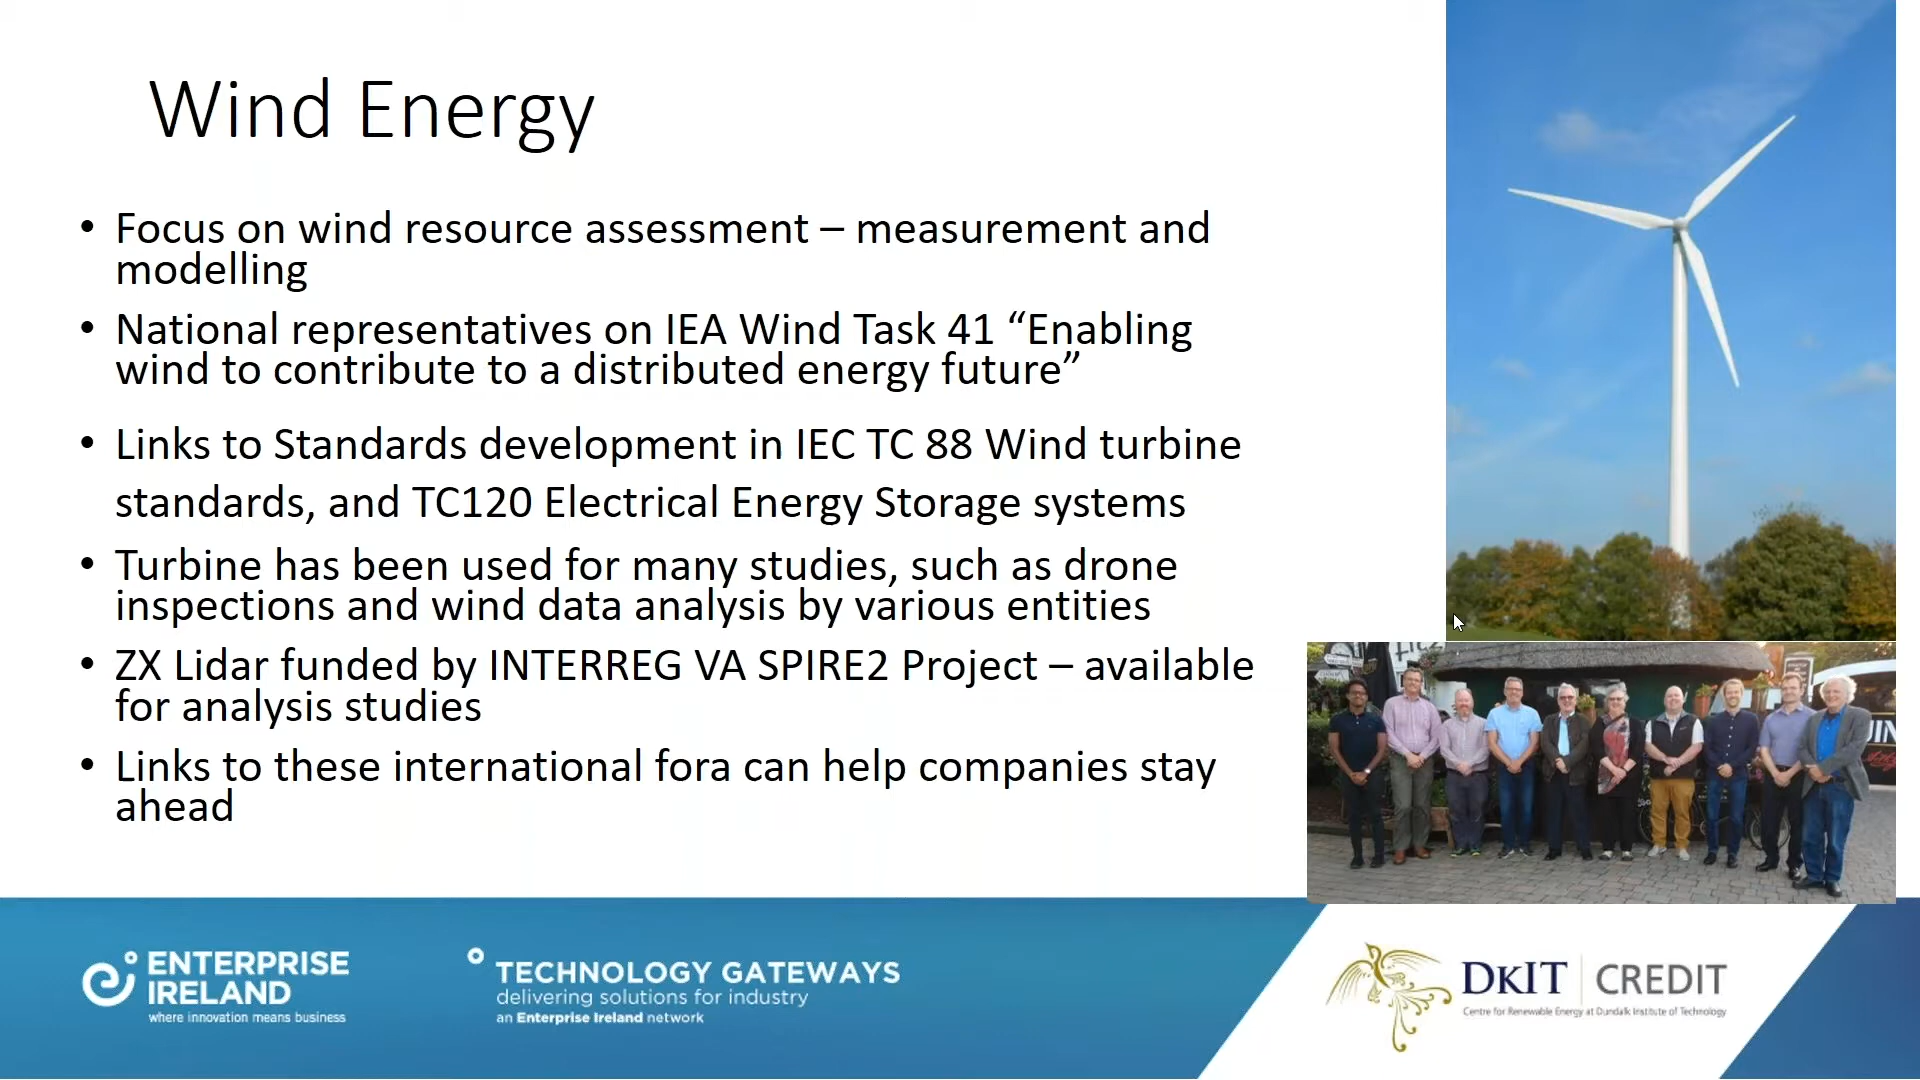 Wind Energy
• Focus on wind resource assessment – measurement and
modelling
• National representatives on IEA Wind Task 41 “Enabling
wind to contribute to a distributed energy future”
• Links to Standards development in IEC TC 88 Wind turbine
standards, and TC120 Electrical Energy Storage systems
• Turbine has been used for many studies, such as drone
inspections and wind data analysis by various entities
• ZX Lidar funded by INTERREG VA SPIRE2 Project – available
for analysis studies
• Links to these international fora can help companies stay
ahead
ENTERPRISE
IRELAND
where innovation means business
TECHNOLOGY GATEWAYS
delivering solutions for industry
an Enterprise Ireland network
DkIT CREDIT
Centre for Renewable Energy at Dundalk Institute of Technology